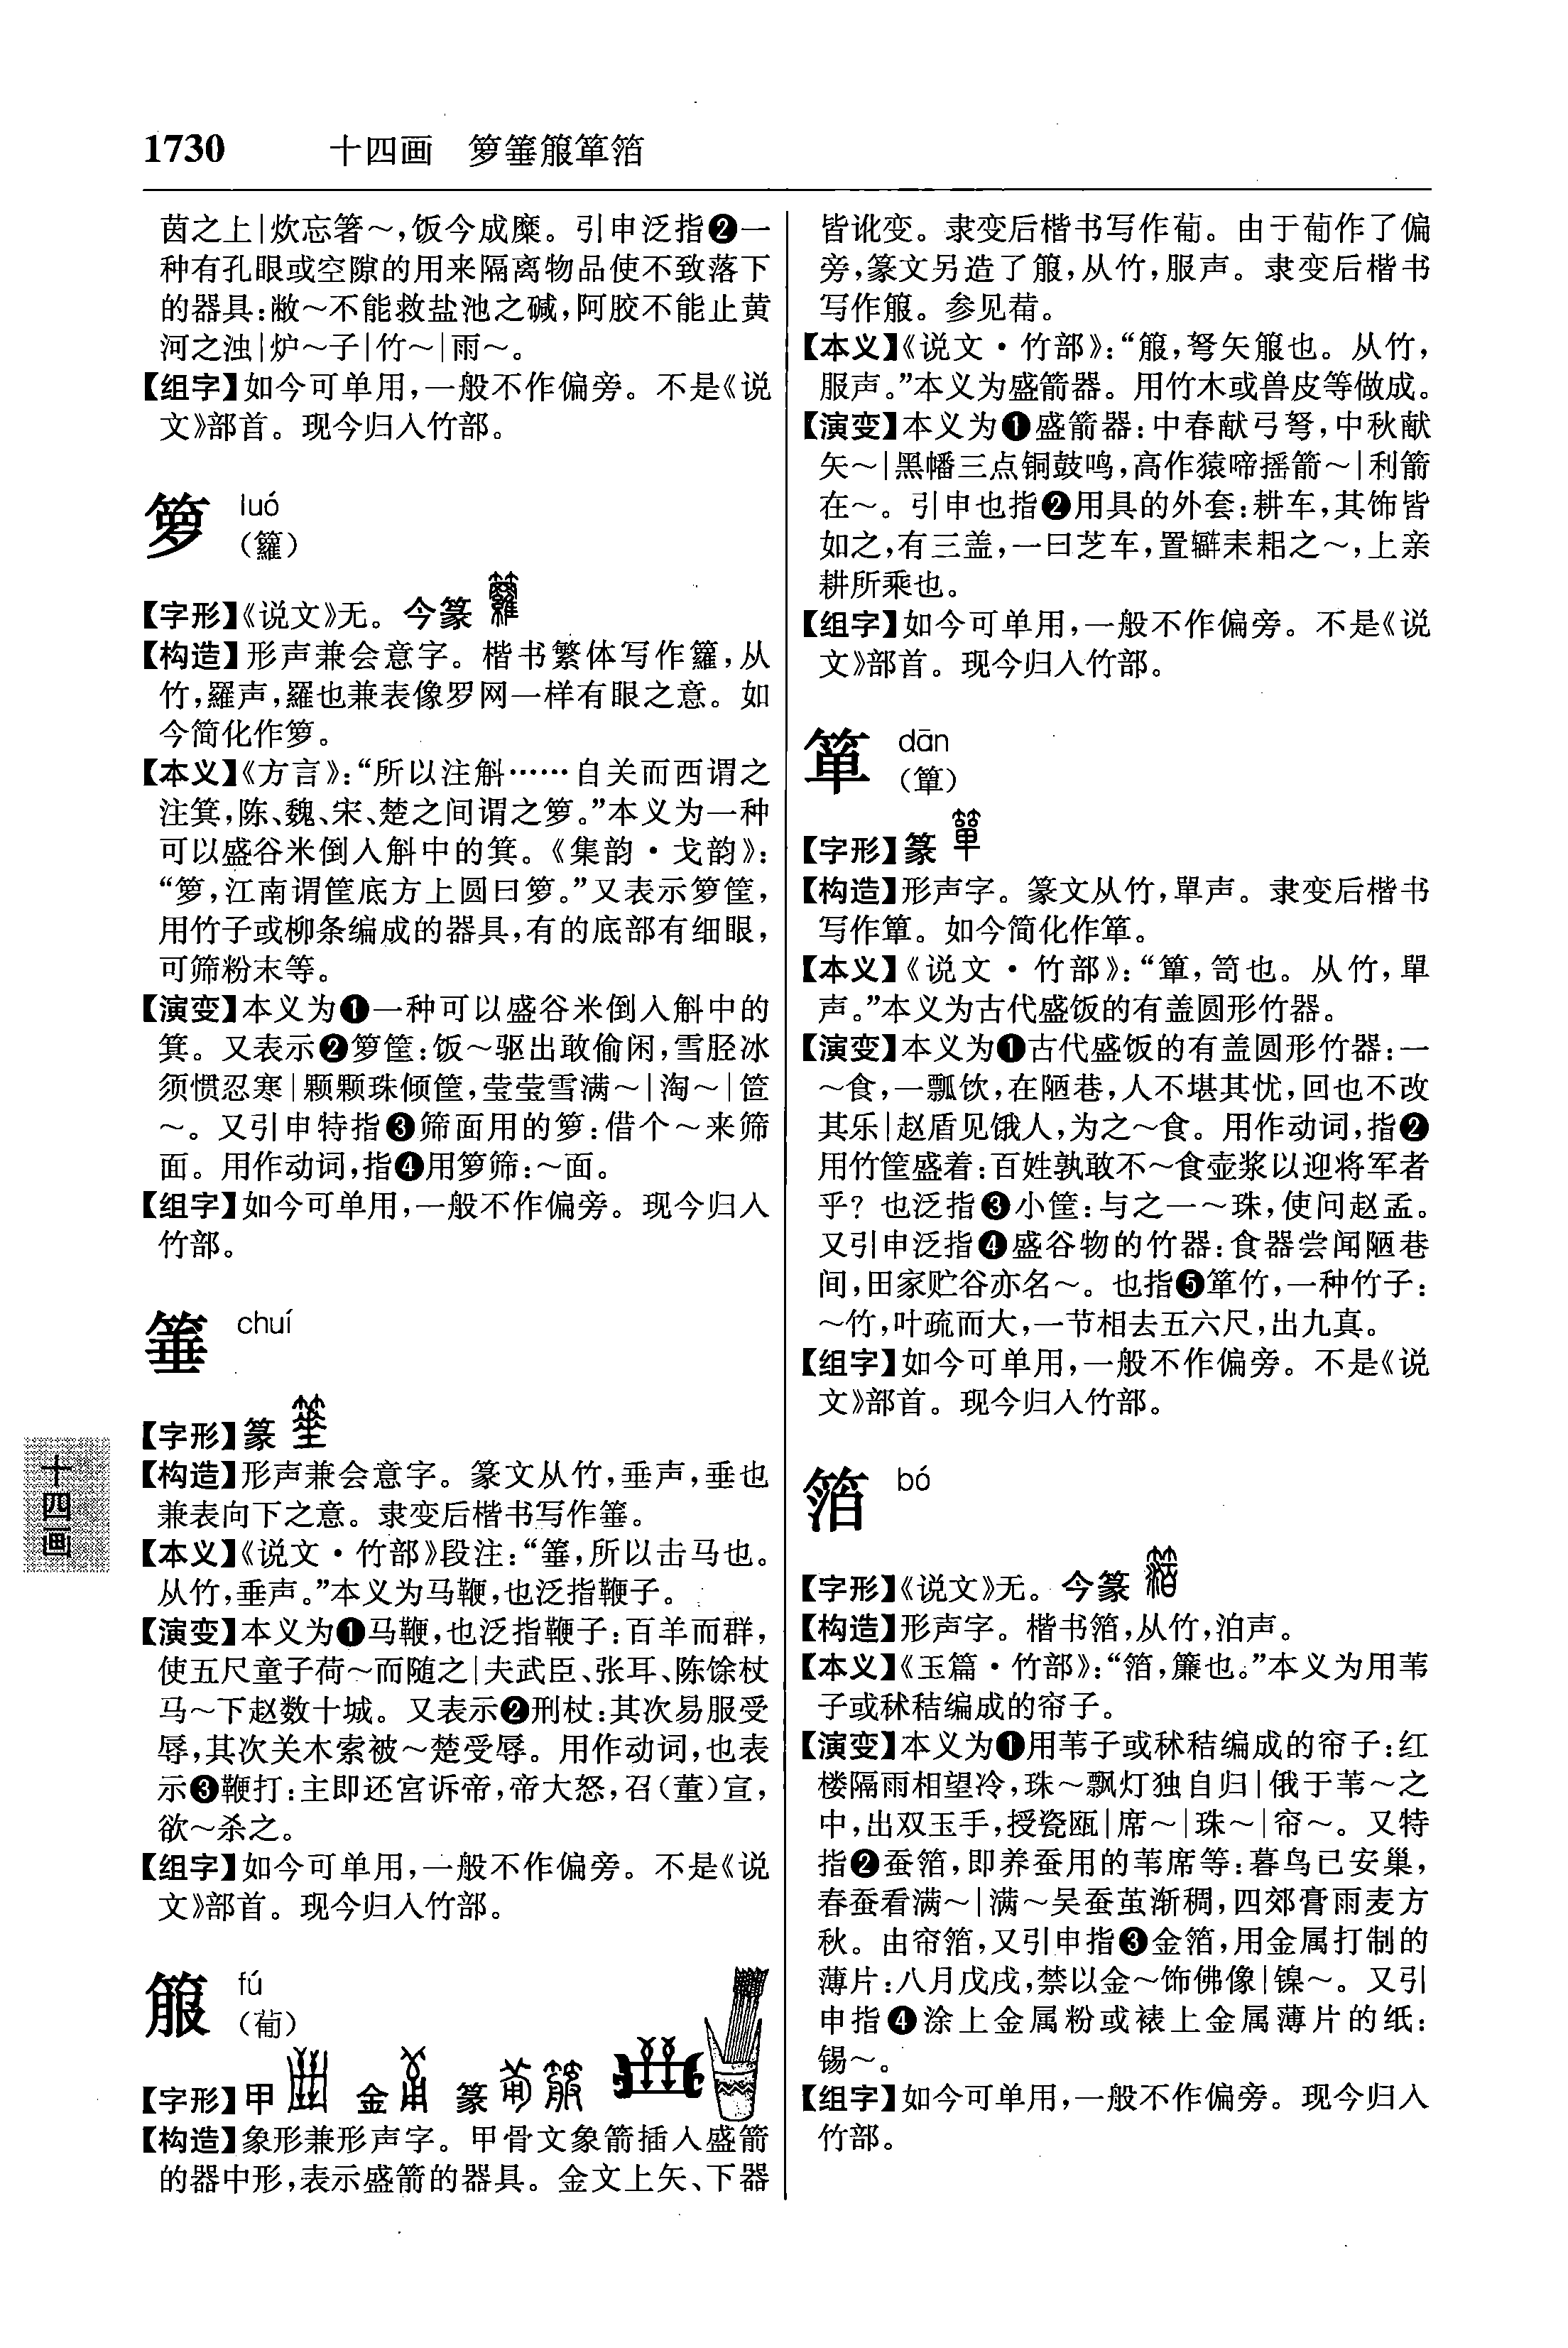 1730 十四画 箩箠箙箪箔
茵之上|炊忘箸～,饭今成糜。引申泛指❷一
种有孔眼或空隙的用来隔离物品使不致落下
的器具:敝～不能救盐池之碱,阿胶不能止黄
河之浊|炉～子|竹～|雨～。
【组字】如今可单用,一般不作偏旁。不是《说
文》部首。现今归入竹部。
箩 luó
(籮)
【字形】《说文》无。今篆
【构造】形声兼会意字。楷书繁体写作籮,从
竹,羅声,羅也兼表像罗网一样有眼之意。如
今简化作箩。
【本义】《方言》:“所以注斛……自关而西谓之
注箕,陈、魏、宋、楚之间谓之箩。”本义为一种
可以盛谷米倒入斛中的箕。《集韵·戈韵》:
“箩,江南谓筐底方上圆曰箩。”又表示箩筐,
用竹子或柳条编成的器具,有的底部有细眼,
可筛粉末等。
【演变】本义为❶一种可以盛谷米倒入斛中的
箕。又表示❷箩筐:饭～驱出敢偷闲,雪胫冰
须惯忍寒|颗颗珠倾筐,莹莹雪满～|淘～|笸
～。又引申特指❸筛面用的箩:借个～来筛
面。用作动词,指❹用箩筛:～面。
【组字】如今可单用,一般不作偏旁。现今归入
竹部。
箠 chuí
【字形】篆
【构造】形声兼会意字。篆文从竹,垂声,垂也
兼表向下之意。隶变后楷书写作箠。
【本义】《说文·竹部》段注:“箠,所以击马也。
从竹,垂声。”本义为马鞭,也泛指鞭子。
【演变】本义为❶马鞭,也泛指鞭子:百羊而群,
使五尺童子荷～而随之|夫武臣、张耳、陈馀杖
马～下赵数十城。又表示❷刑杖:其次易服受
辱,其次关木索被～楚受辱。用作动词,也表
示❸鞭打:主即还宫诉帝,帝大怒,召(董)宣,
欲～杀之。
【组字】如今可单用,一般不作偏旁。不是《说
文》部首。现今归入竹部。
箙 fú
(葡)
【字形】甲 金 篆
【构造】象形兼形声字。甲骨文象箭插入盛箭
的器中形,表示盛箭的器具。金文上矢、下器
皆讹变。隶变后楷书写作葡。由于葡作了偏
旁,篆文另造了箙,从竹,服声。隶变后楷书
写作箙。参见葡。
【本义】《说文·竹部》:“箙,弩矢箙也。从竹,
服声。”本义为盛箭器。用竹木或兽皮等做成。
【演变】本义为❶盛箭器:中春献弓弩,中秋献
矢～|黑幡三点铜鼓鸣,高作猿啼摇箭～|利箭
在～。引申也指❷用具的外套:耕车,其饰皆
如之,有三盖,一曰芝车,置𨏖耒耜之～,上亲
耕所乘也。
【组字】如今可单用,一般不作偏旁。不是《说
文》部首。现今归入竹部。
箪 dān
(簞)
【字形】篆
【构造】形声字。篆文从竹,單声。隶变后楷书
写作簞。如今简化作箪。
【本义】《说文·竹部》:“簞,笥也。从竹,單
声。”本义为古代盛饭的有盖圆形竹器。
【演变】本义为❶古代盛饭的有盖圆形竹器:一
～食,一瓢饮,在陋巷,人不堪其忧,回也不改
其乐|赵盾见饿人,为之～食。用作动词,指❷
用竹筐盛着:百姓孰敢不～食壶浆以迎将军者
乎?也泛指❸小筐:与之一～珠,使问赵孟。
又引申泛指❹盛谷物的竹器:食器尝闻陋巷
间,田家贮谷亦名～。也指❺箪竹,一种竹子:
～竹,叶疏而大,一节相去五六尺,出九真。
【组字】如今可单用,一般不作偏旁。不是《说
文》部首。现今归入竹部。
箔 bó
【字形】《说文》无。今篆
【构造】形声字。楷书箔,从竹,泊声。
【本义】《玉篇·竹部》:“箔,簾也。”本义为用苇
子或秫秸编成的帘子。
【演变】本义为❶用苇子或秫秸编成的帘子:红
楼隔雨相望冷,珠～飘灯独自归|俄于苇～之
中,出双玉手,授瓷瓯|席～|珠～|帘～。又特
指❷蚕箔,即养蚕用的苇席等:暮鸟已安巢,
春蚕看满～|满～吴蚕茧渐稠,四郊膏雨麦方
秋。由帘箔,又引申指❸金箔,用金属打制的
薄片:八月戊戌,禁以金～饰佛像|镍～。又引
申指❹涂上金属粉或裱上金属薄片的纸:
锡～。
【组字】如今可单用,一般不作偏旁。现今归入
竹部。
十四画